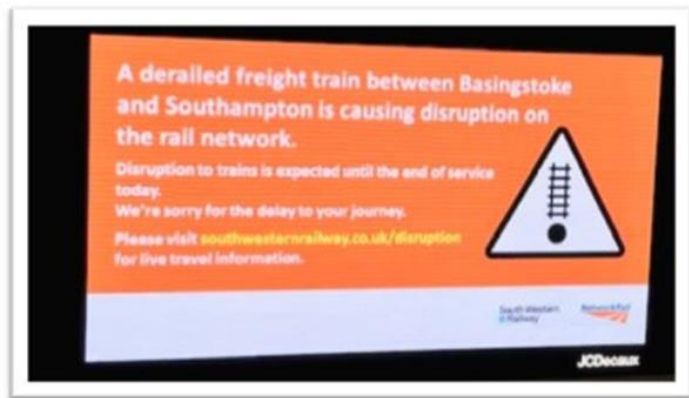 A derailed freight train between Basingstoke
and Southampton is causing disruption on
the rail network.
Disruption to trains is expected until the end of service
today.
We're sorry for the delay to your journey.
Please visit southwesternrailway.co.uk/disruption
for live travel information.
South Western
Railway
NetworkRail
JCDecaux